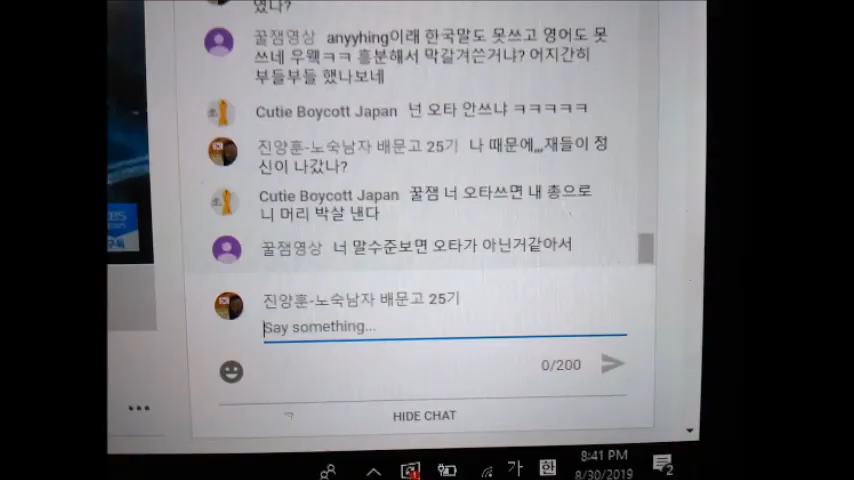 였나?
꿀잼영상 anyyhing이래 한국말도 못쓰고 영어도 못
쓰네 우웩ㅋㅋ 흥분해서 막갈겨쓴거냐? 어지간히
부들부들 했나보네
Cutie Boycott Japan 넌 오타 안쓰냐 ㅋㅋㅋㅋㅋ
진양훈-노숙남자 배문고 25기 나 때문에,,,재들이 정
신이 나갔나?
Cutie Boycott Japan 꿀잼 너 오타쓰면 내 총으로
니 머리 박살 낸다
꿀잼영상 너 말수준보면 오타가 아닌거같아서
진양훈-노숙남자 배문고 25기
Say something...
0/200
HIDE CHAT
가 한
8:41 PM
8/30/2019
2